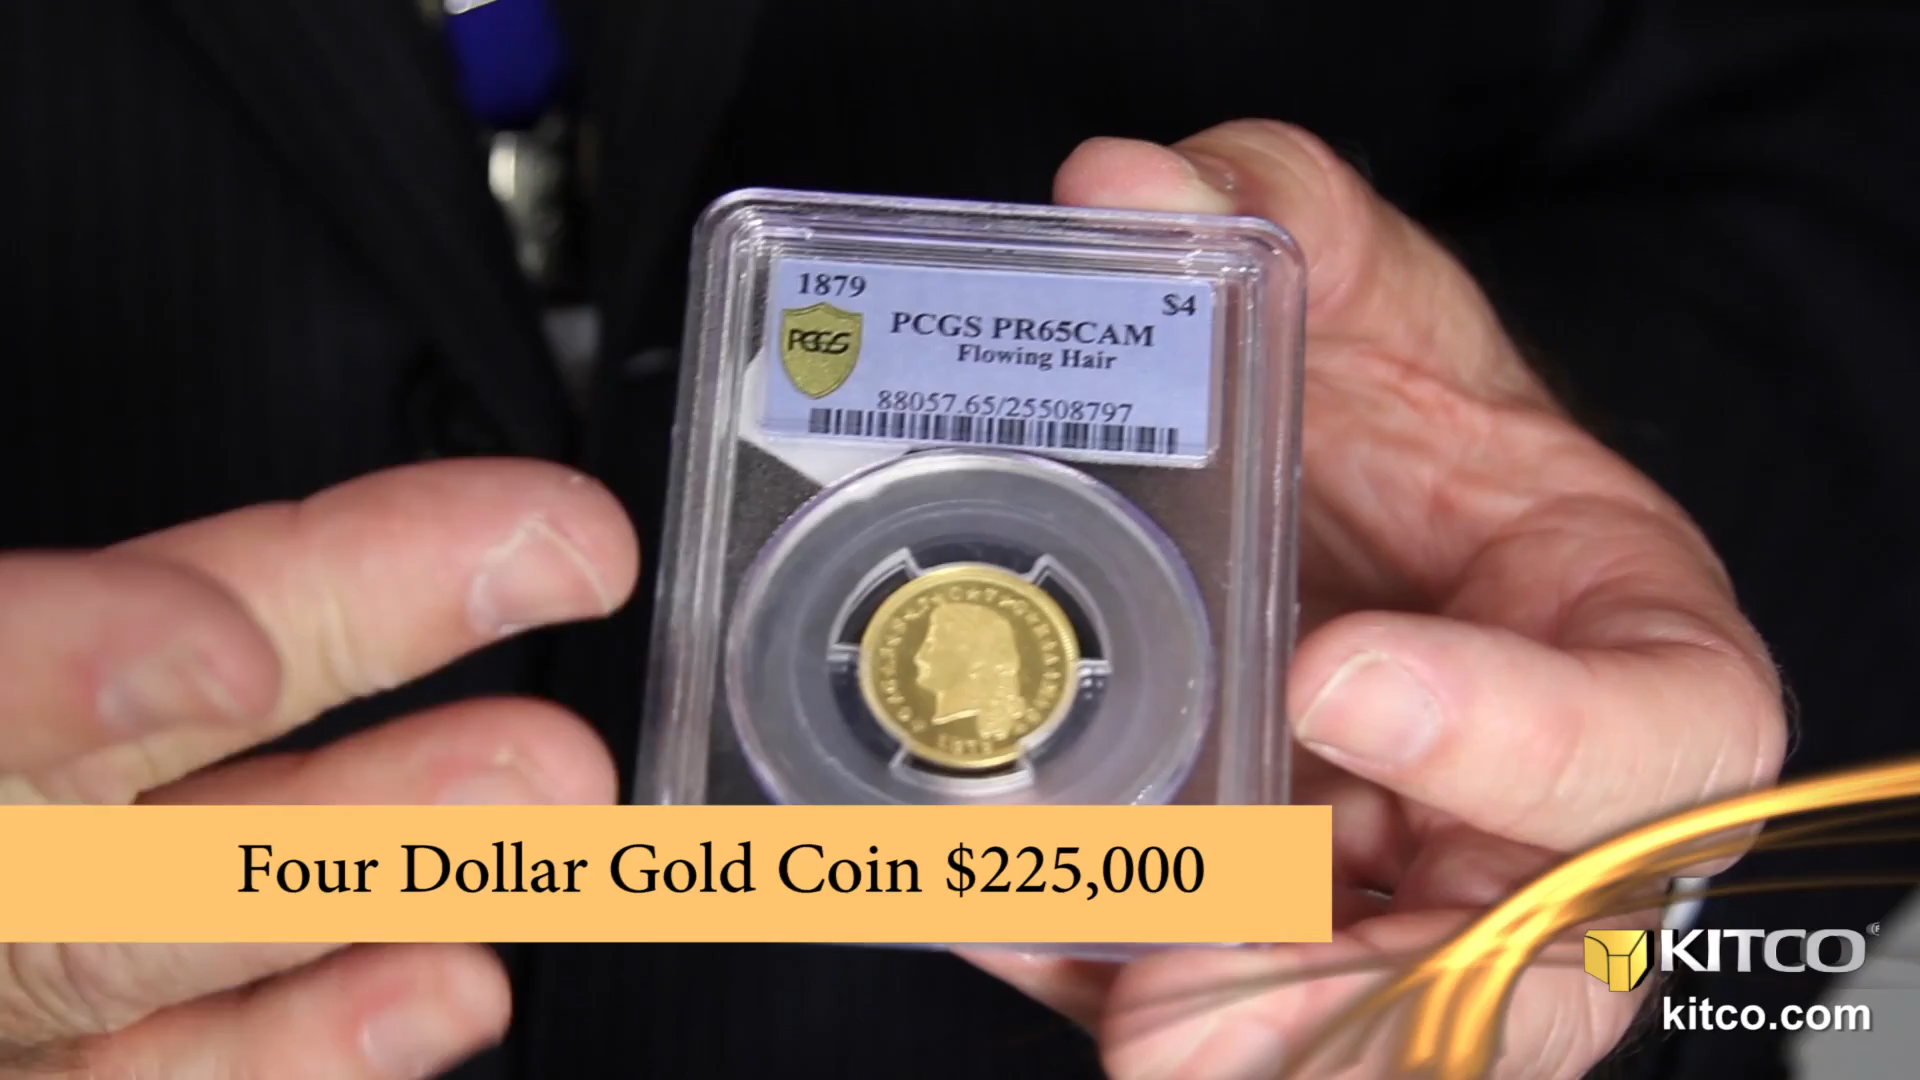 1879
$4
PCGS
PCGS PR65CAM
Flowing Hair
88057.65/25508797
1879
Four Dollar Gold Coin $225,000
KITCO
kitco.com